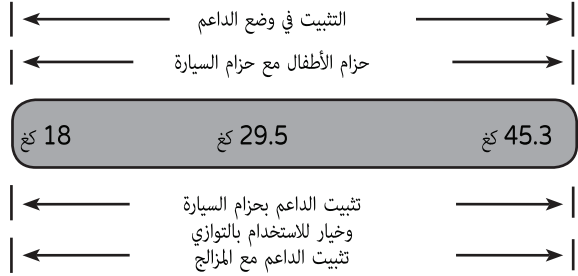 التثبيت في وضع الداعم
حزام الأطفال مع حزام السيارة
18 كغ
29.5 كغ
45.3 كغ
تثبيت الداعم بحزام السيارة
وخيار للاستخدام بالتوازي
تثبيت الداعم مع المزالج